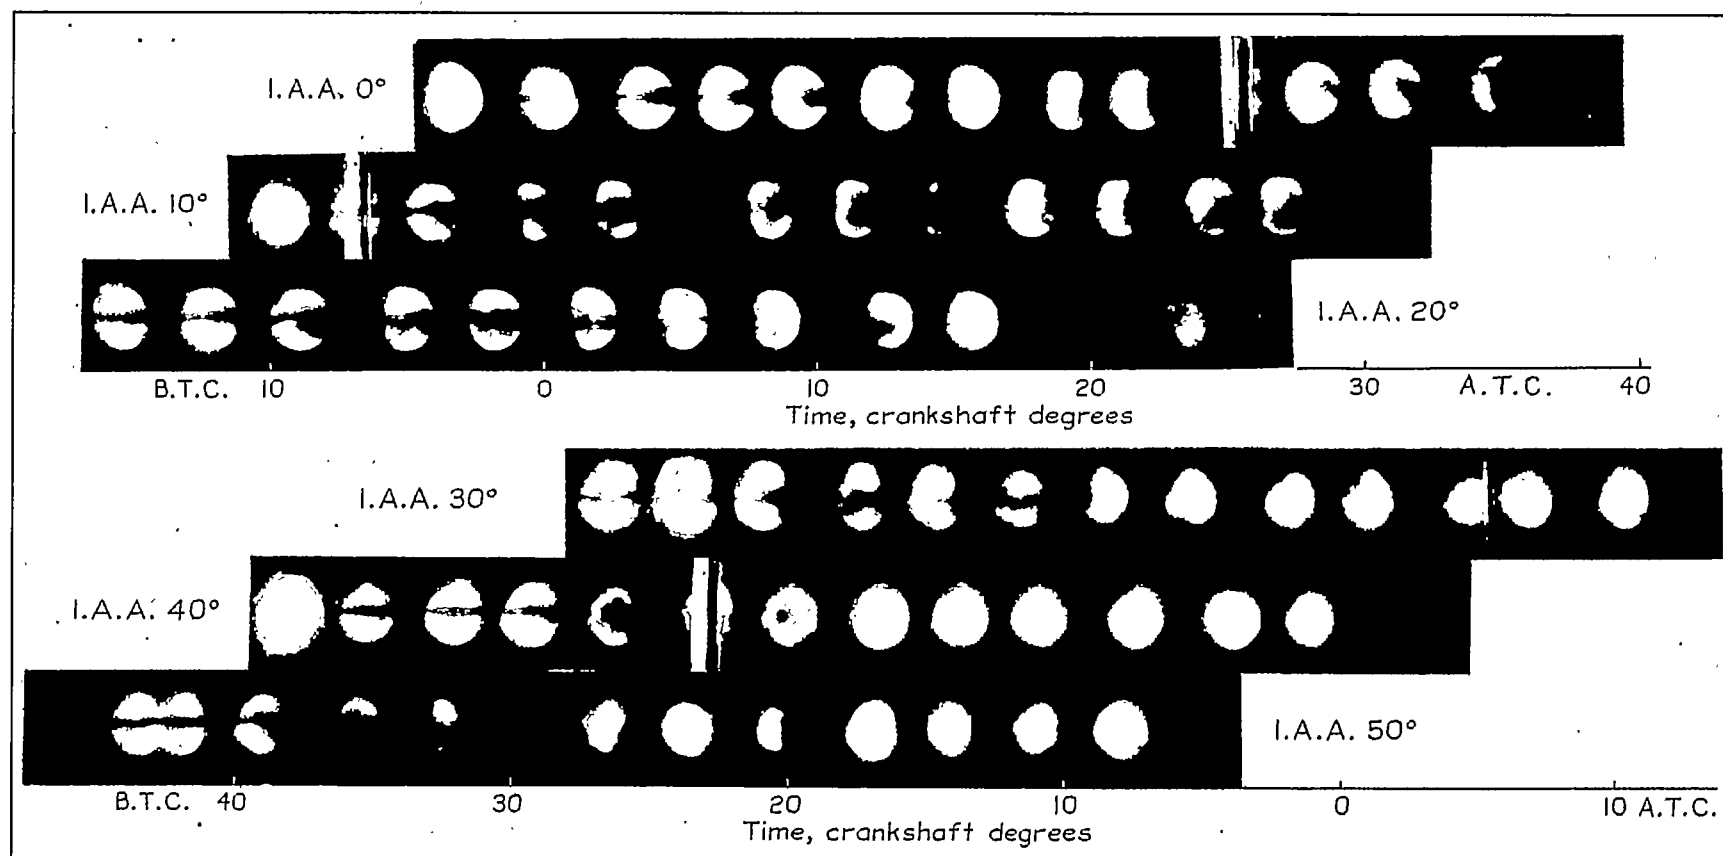 I.A.A. 0°
I.A.A. 10°
I.A.A. 20°
B.T.C. 10 0 10 20 30 A.T.C. 40
Time, crankshaft degrees
I.A.A. 30°
I.A.A. 40°
I.A.A. 50°
B.T.C. 40 30 20 10 0 10 A.T.C.
Time, crankshaft degrees